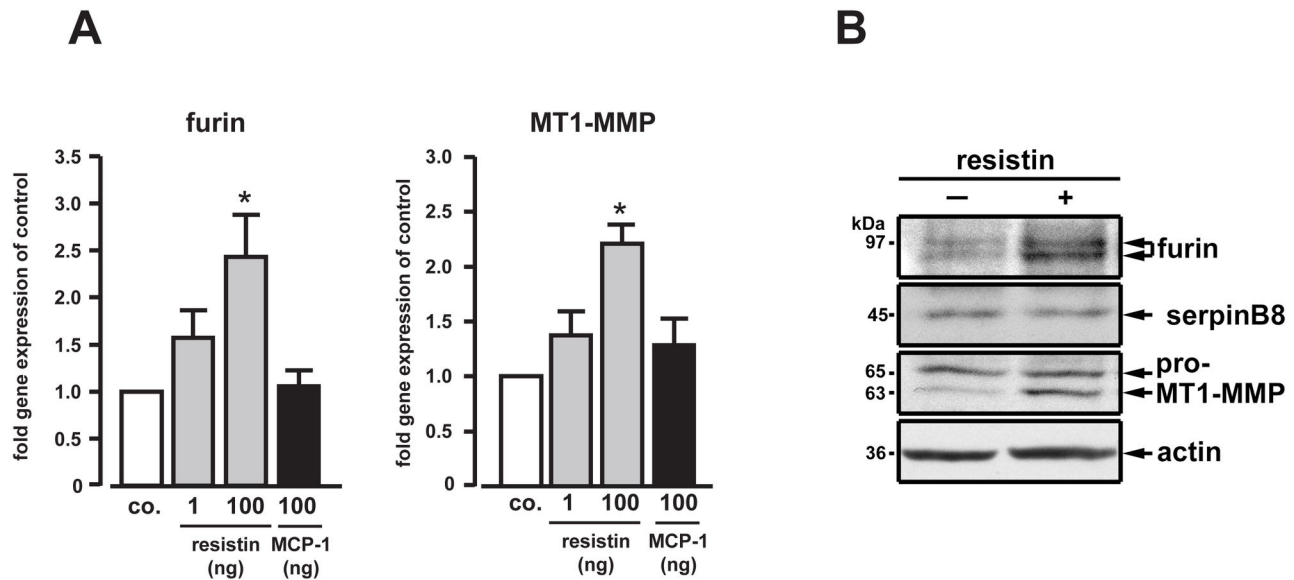 A
B
furin
fold gene expression of control
3.5
3.0
2.5
2.0
1.5
1.0
0.5
0
*
co. 1 100 100
resistin
(ng)
MCP-1
(ng)
MT1-MMP
fold gene expression of control
3.0
2.5
2.0
1.5
1.0
0.5
0
*
co. 1 100 100
resistin
(ng)
MCP-1
(ng)
resistin
– +
kDa
97 - furin
45 - serpinB8
65 - pro-
63 - MT1-MMP
36 - actin